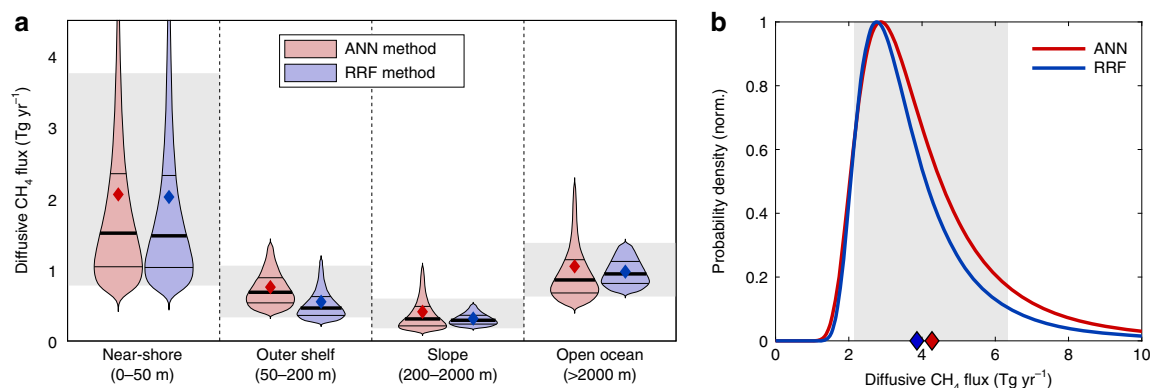 a
Diffusive CH₄ flux (Tg yr⁻¹)
4
3
2
1
0
ANN method
RRF method
Near-shore
(0–50 m)
Outer shelf
(50–200 m)
Slope
(200–2000 m)
Open ocean
(>2000 m)
b
Probability density (norm.)
1
0.8
0.6
0.4
0.2
0
ANN
RRF
0 2 4 6 8 10
Diffusive CH₄ flux (Tg yr⁻¹)